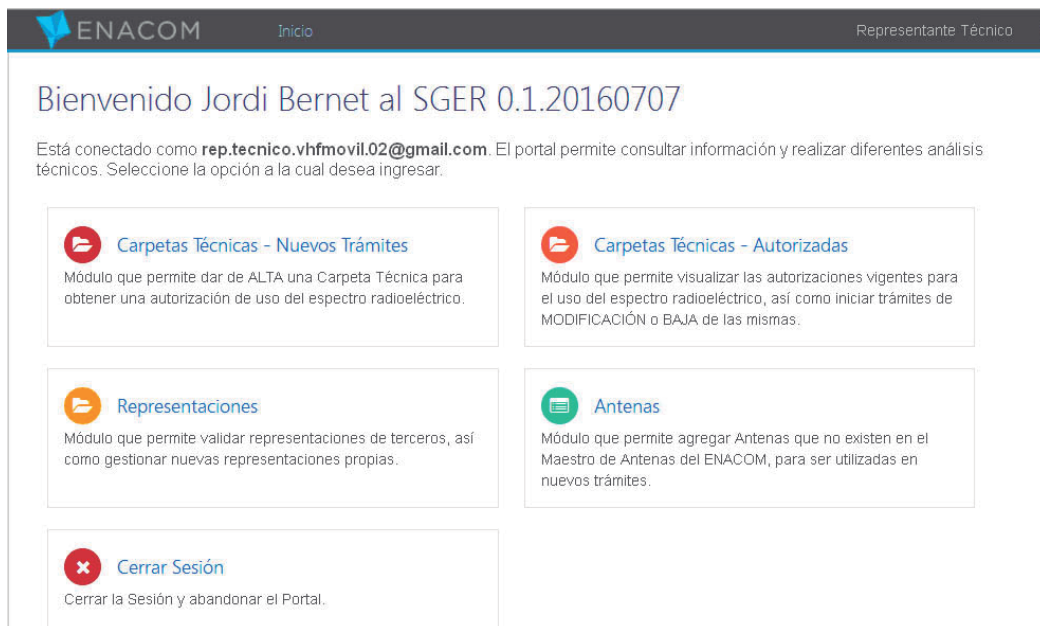 ENACOM Inicio Representante Técnico
Bienvenido Jordi Bernet al SGER 0.1.20160707
Está conectado como rep.tecnico.vhfmovil.02@gmail.com. El portal permite consultar información y realizar diferentes análisis
técnicos. Seleccione la opción a la cual desea ingresar.
Carpetas Técnicas - Nuevos Trámites
Módulo que permite dar de ALTA una Carpeta Técnica para
obtener una autorización de uso del espectro radioeléctrico.
Carpetas Técnicas - Autorizadas
Módulo que permite visualizar las autorizaciones vigentes para
el uso del espectro radioeléctrico, así como iniciar trámites de
MODIFICACIÓN o BAJA de las mismas.
Representaciones
Módulo que permite validar representaciones de terceros, así
como gestionar nuevas representaciones propias.
Antenas
Módulo que permite agregar Antenas que no existen en el
Maestro de Antenas del ENACOM, para ser utilizadas en
nuevos trámites.
Cerrar Sesión
Cerrar la Sesión y abandonar el Portal.